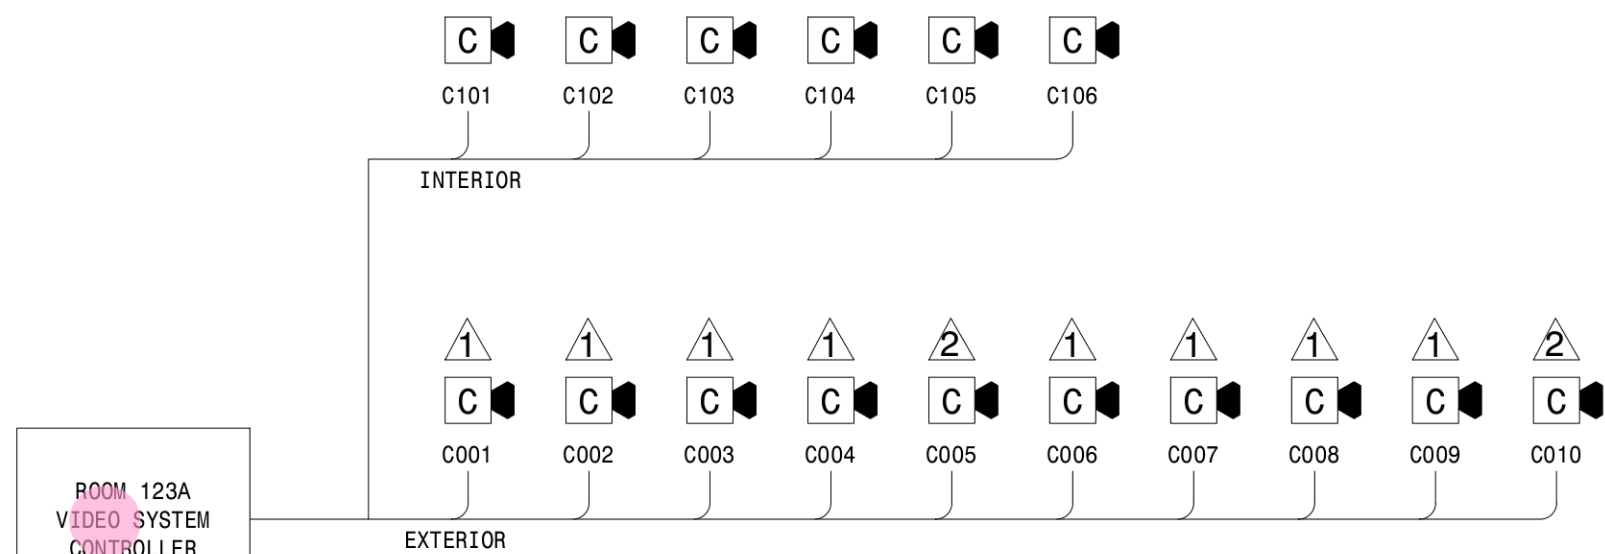 C C C C C C
C101 C102 C103 C104 C105 C106
INTERIOR
1 1 1 1 2 1 1 1 1 2
C C C C C C C C C C
C001 C002 C003 C004 C005 C006 C007 C008 C009 C010
ROOM 123A
VIDEO SYSTEM
CONTROLLER
EXTERIOR